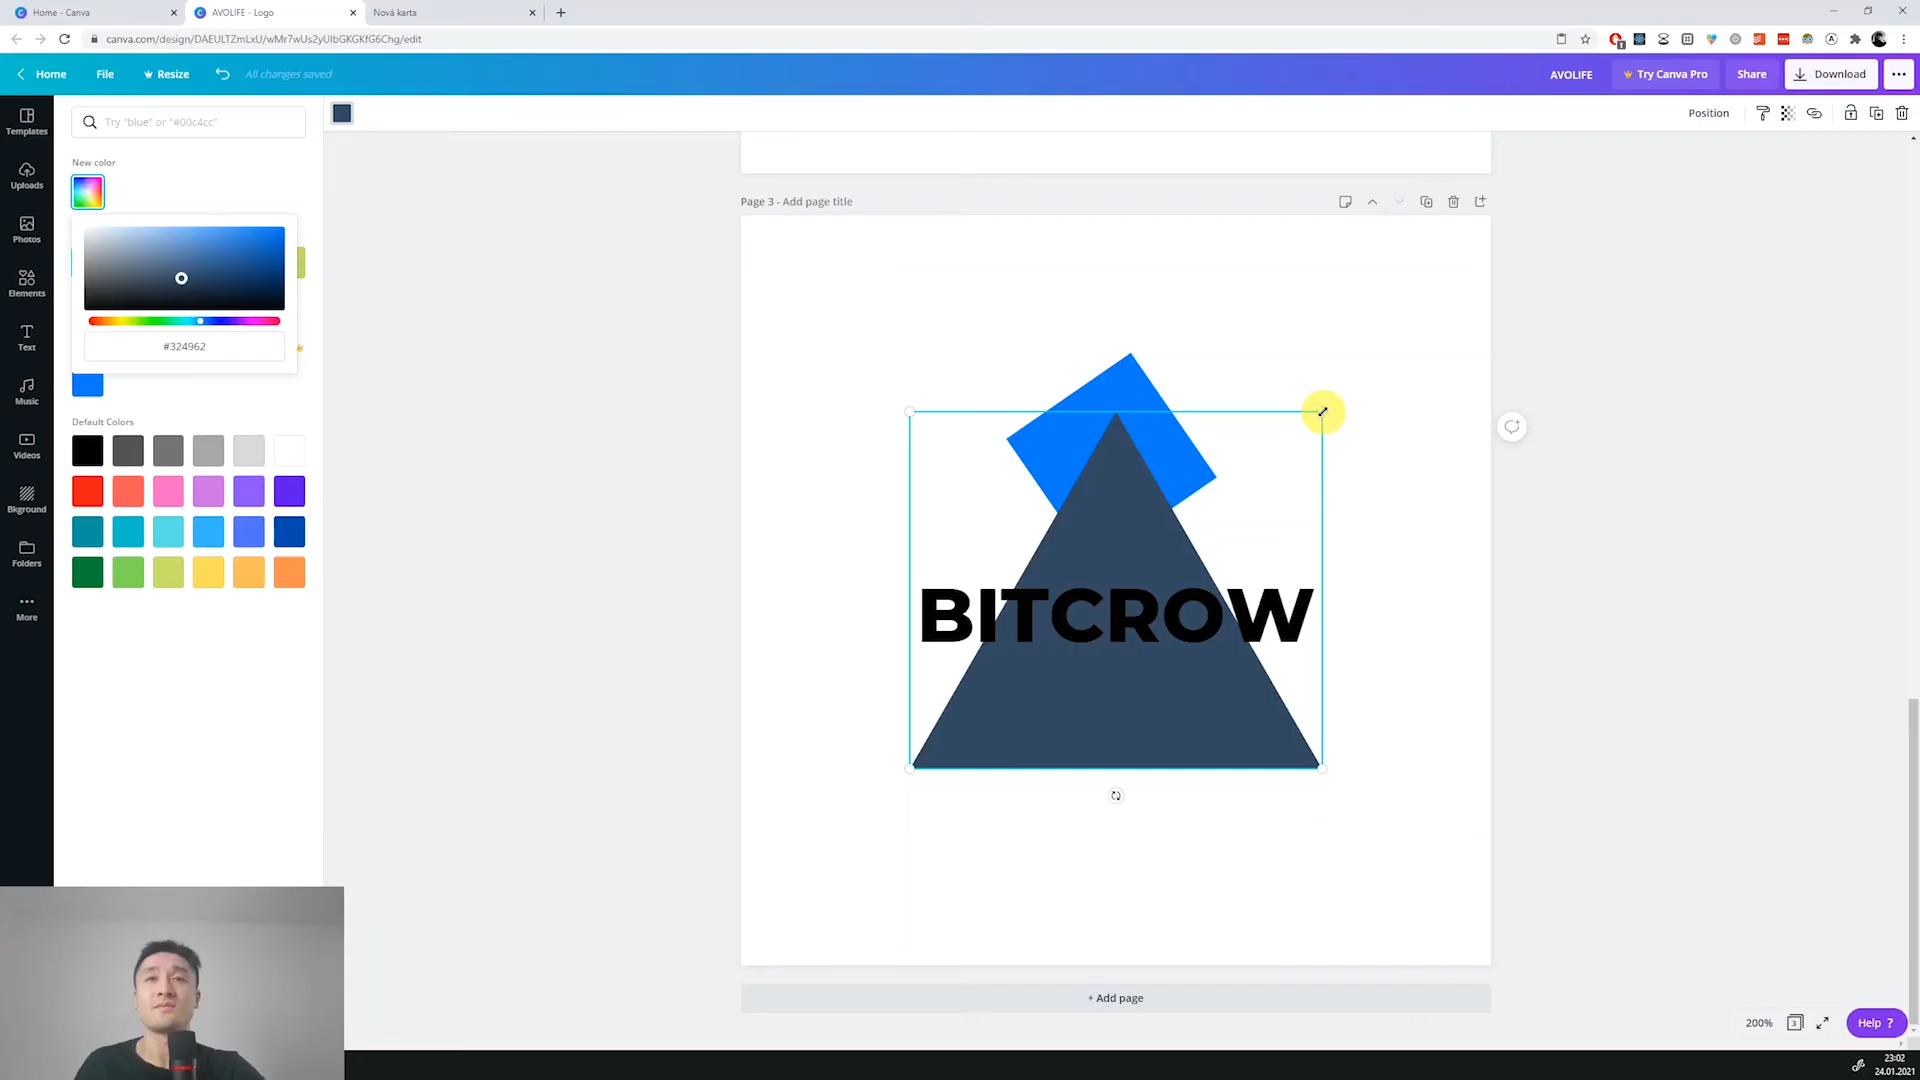 Home - Canva
AVOLIFE - Logo
Nová karta
canva.com/design/DAEULTZmLxU/wMr7wUs2yUIbGKGKfG6Chg/edit
Home
File
Resize
All changes saved
AVOLIFE
Try Canva Pro
Share
Download
Templates
Uploads
Photos
Elements
Text
Music
Videos
Bkground
Folders
More
Try "blue" or "#00c4cc"
New color
#324962
Default Colors
Position
Page 3 - Add page title
BITCROW
+ Add page
200%
3
Help ?
23:02
24.01.2021